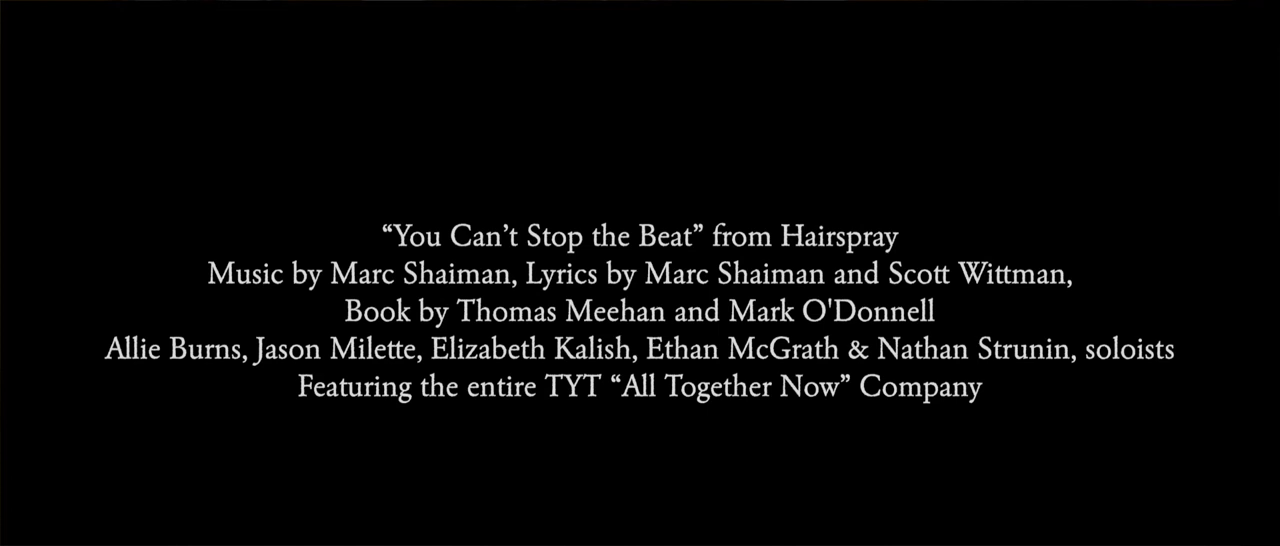 “You Can’t Stop the Beat” from Hairspray
Music by Marc Shaiman, Lyrics by Marc Shaiman and Scott Wittman,
Book by Thomas Meehan and Mark O'Donnell
Allie Burns, Jason Milette, Elizabeth Kalish, Ethan McGrath & Nathan Strunin, soloists
Featuring the entire TYT “All Together Now” Company